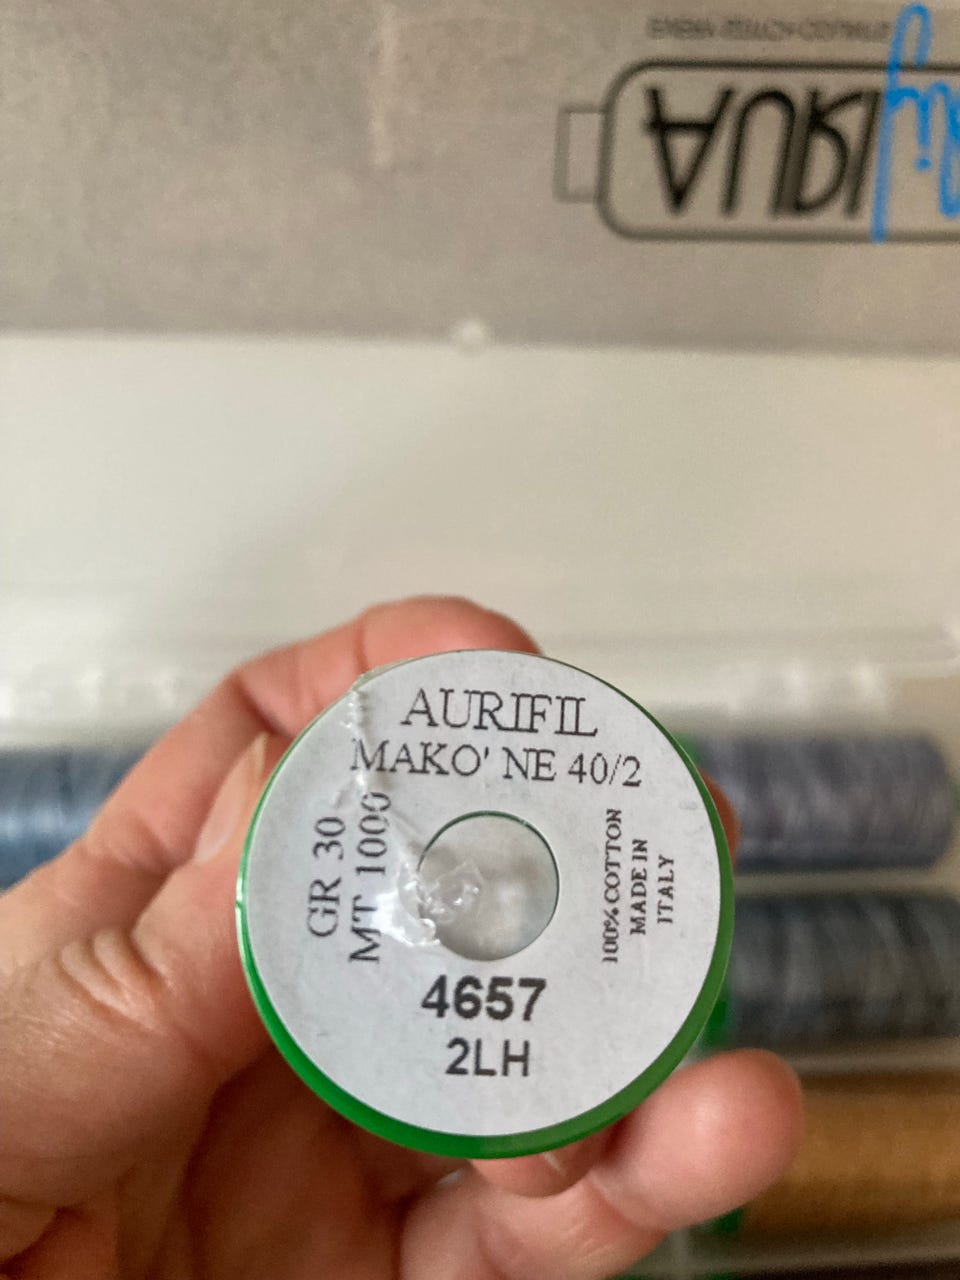 AURIfil
AURIFIL
MAKO' NE 40/2
GR 30
MT 1000
100% COTTON
MADE IN
ITALY
4657
2LH